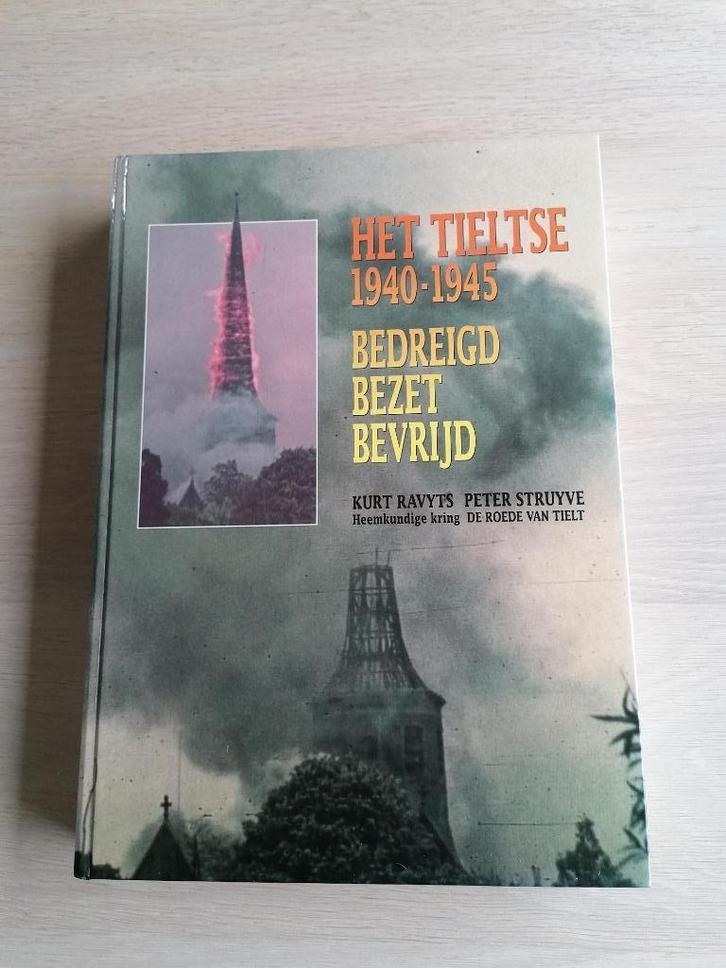 HET TIELTSE
1940-1945
BEDREIGD
BEZET
BEVRIJD
KURT RAVYTS PETER STRUYVE
Heemkundige kring DE ROEDE VAN TIELT